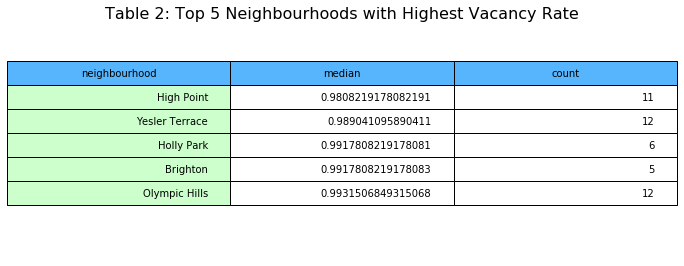 Table 2: Top 5 Neighbourhoods with Highest Vacancy Rate
neighbourhood median count
High Point 0.9808219178082191 11
Yesler Terrace 0.989041095890411 12
Holly Park 0.9917808219178081 6
Brighton 0.9917808219178083 5
Olympic Hills 0.9931506849315068 12